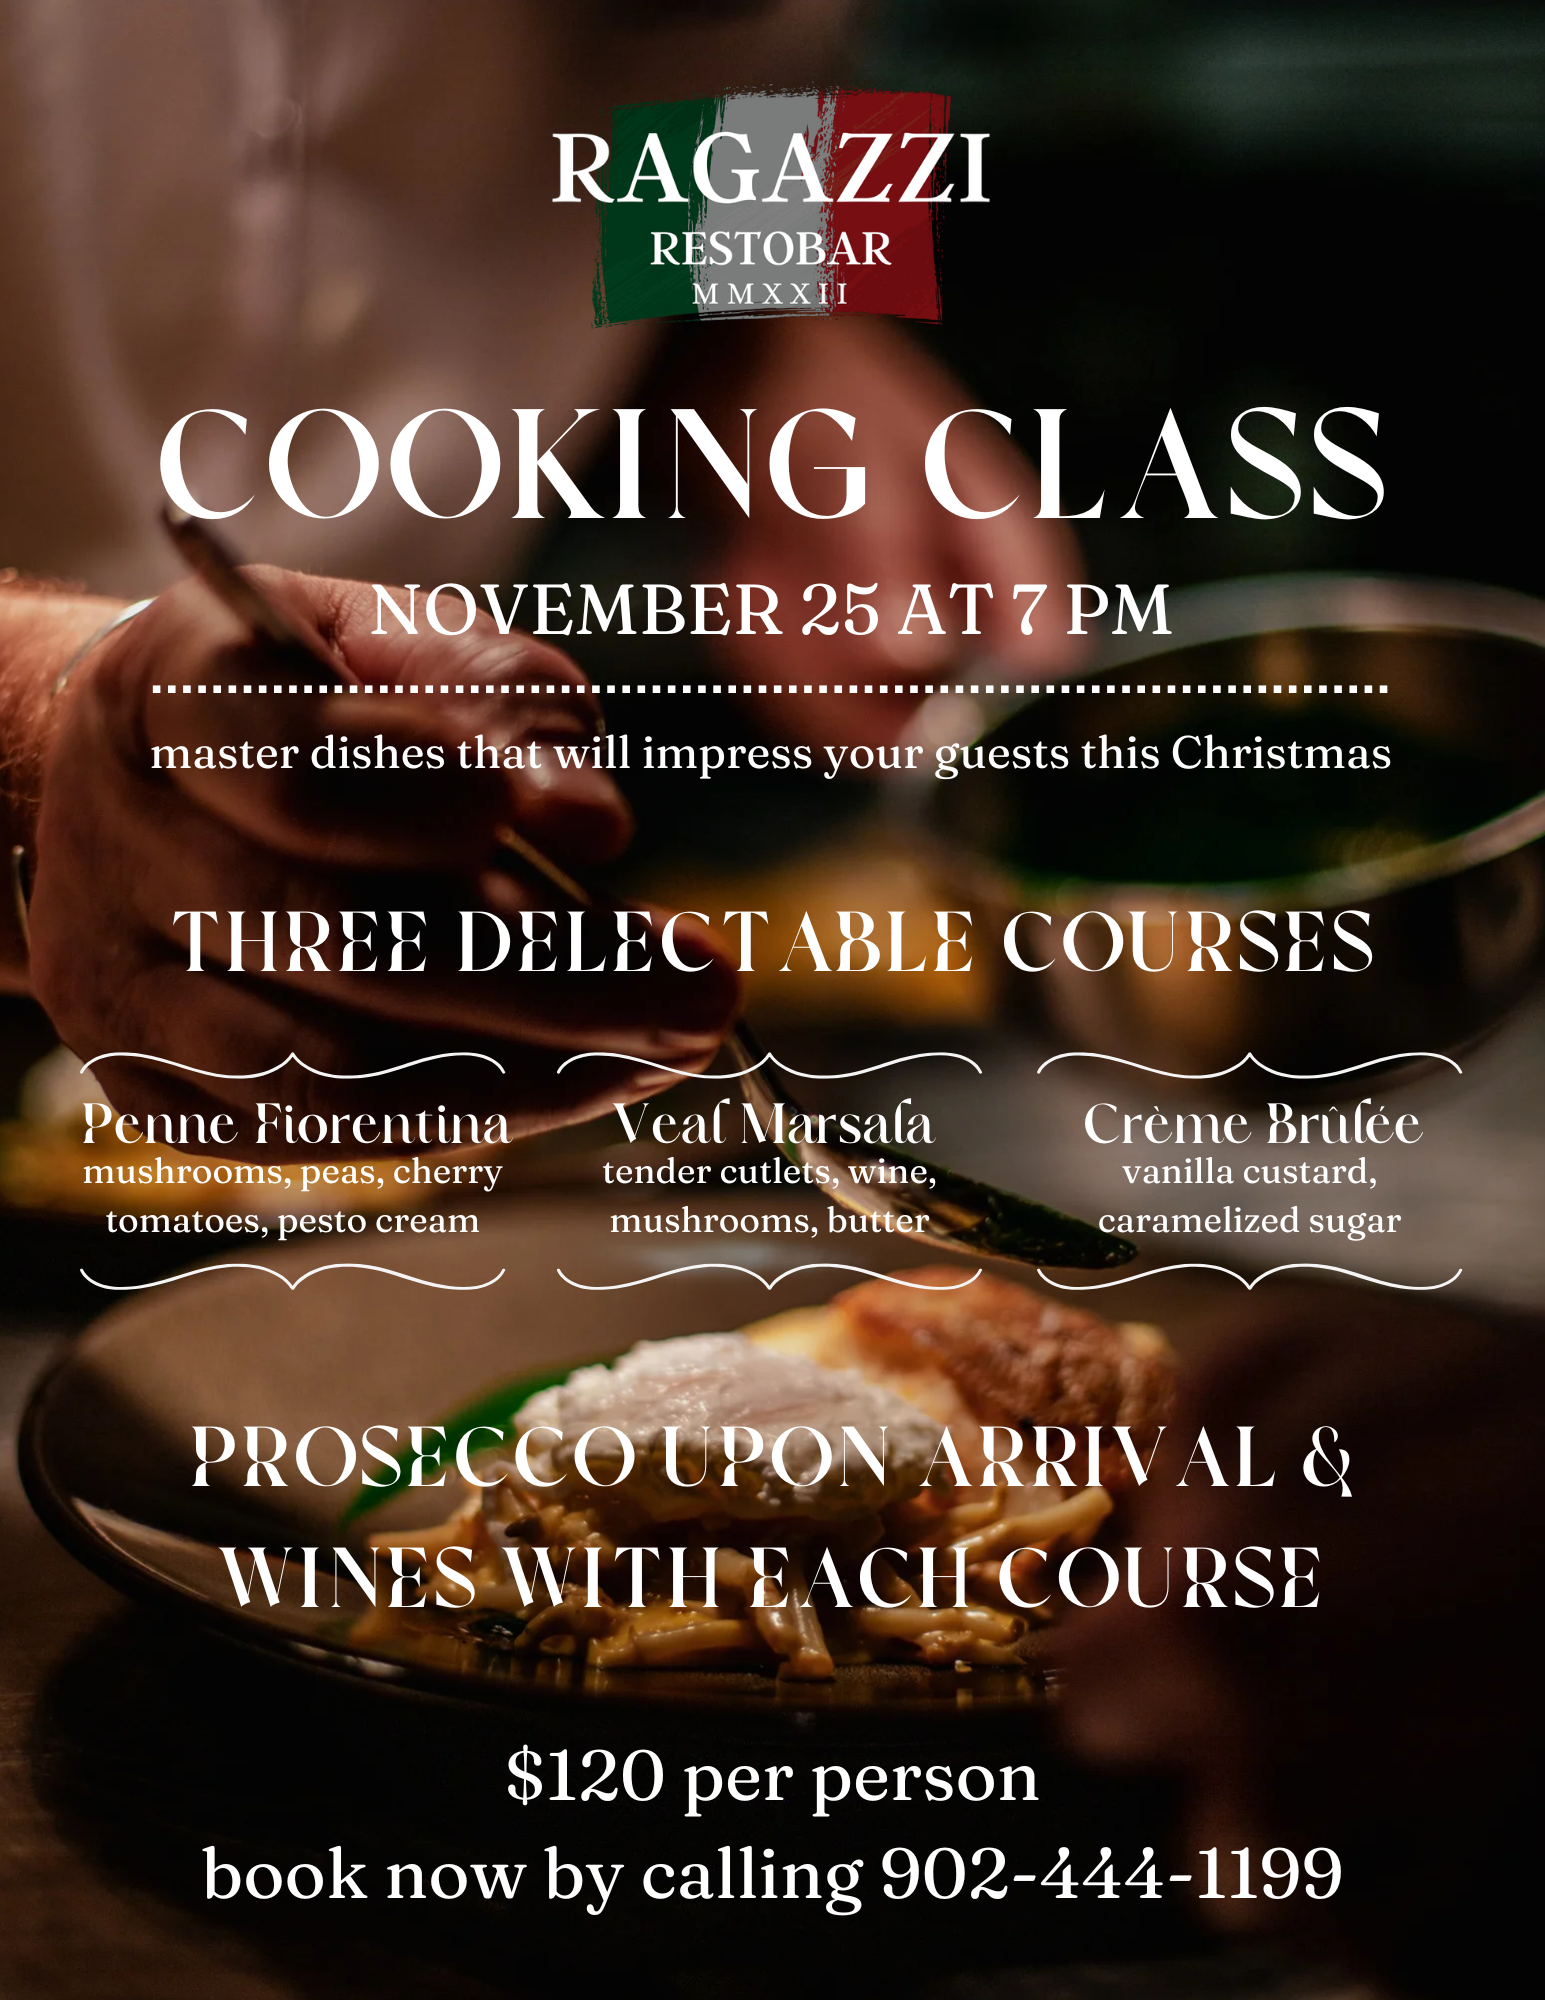 RAGAZZI
RESTOBAR
MMXXII
COOKING CLASS
NOVEMBER 25 AT 7 PM
master dishes that will impress your guests this Christmas
THREE DELECTABLE COURSES
Penne Fiorentina
mushrooms, peas, cherry
tomatoes, pesto cream
Veal Marsala
tender cutlets, wine,
mushrooms, butter
Crème Brûlée
vanilla custard,
caramelized sugar
PROSECCO UPON ARRIVAL &
WINES WITH EACH COURSE
$120 per person
book now by calling 902-444-1199